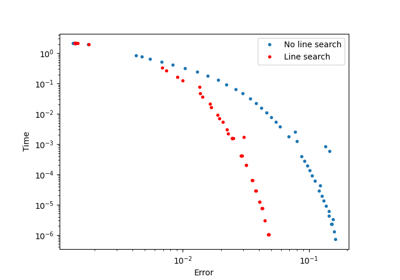 No line search
Line search
10⁰
10⁻¹
10⁻²
10⁻³
10⁻⁴
10⁻⁵
10⁻⁶
Time
10⁻²
10⁻¹
Error